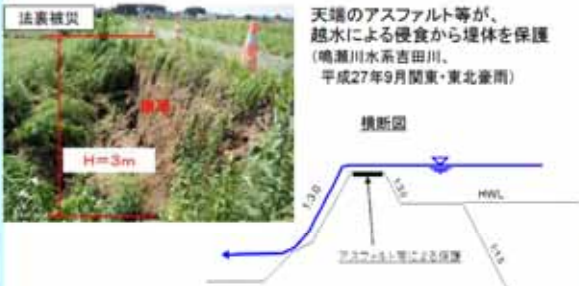 法裏被災
崩落
H=3m
天端のアスファルト等が、
越水による侵食から堤体を保護
(鳴瀬川水系吉田川、
平成27年9月関東・東北豪雨)
横断図
1:3.0
1:3.0
HWL
1:1.5
アスファルト等による保護